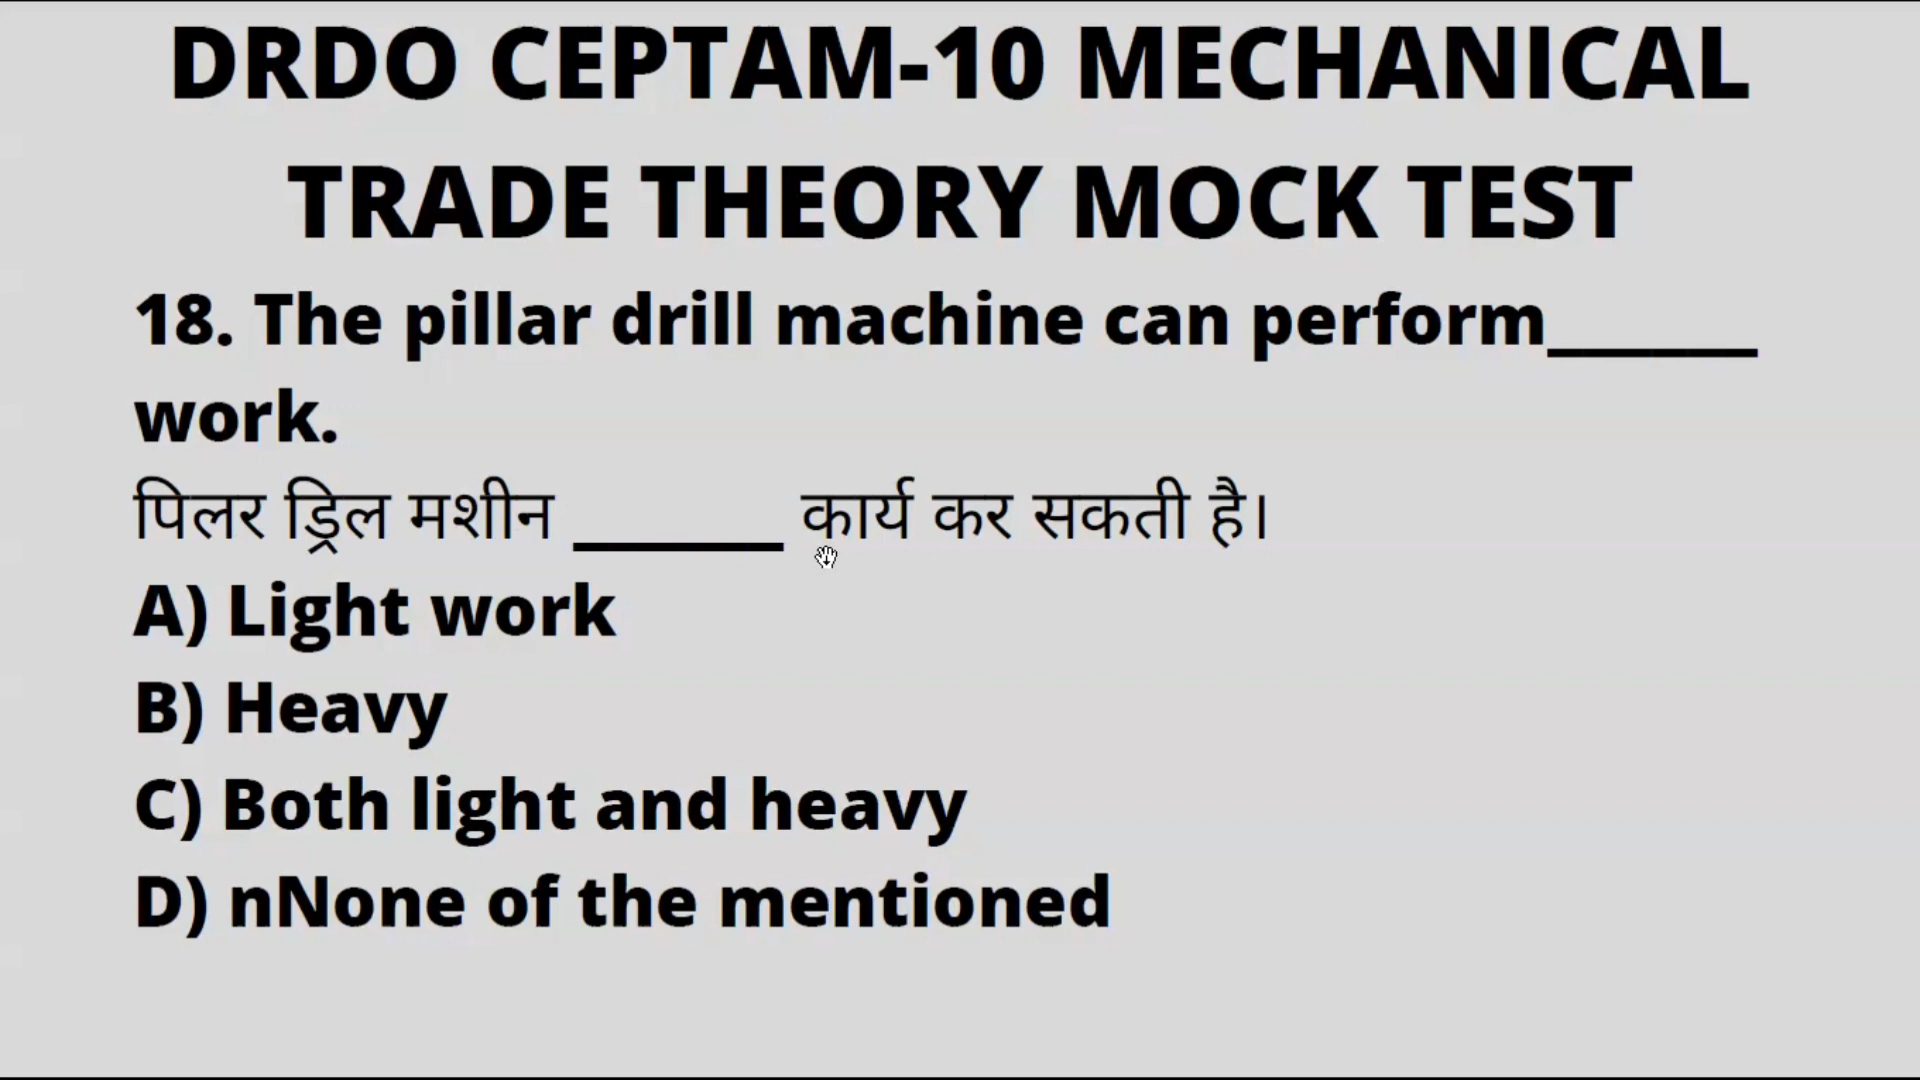 DRDO CEPTAM-10 MECHANICAL
TRADE THEORY MOCK TEST
18. The pillar drill machine can perform______
work.
पिलर ड्रिल मशीन ______ कार्य कर सकती है।
A) Light work
B) Heavy
C) Both light and heavy
D) nNone of the mentioned